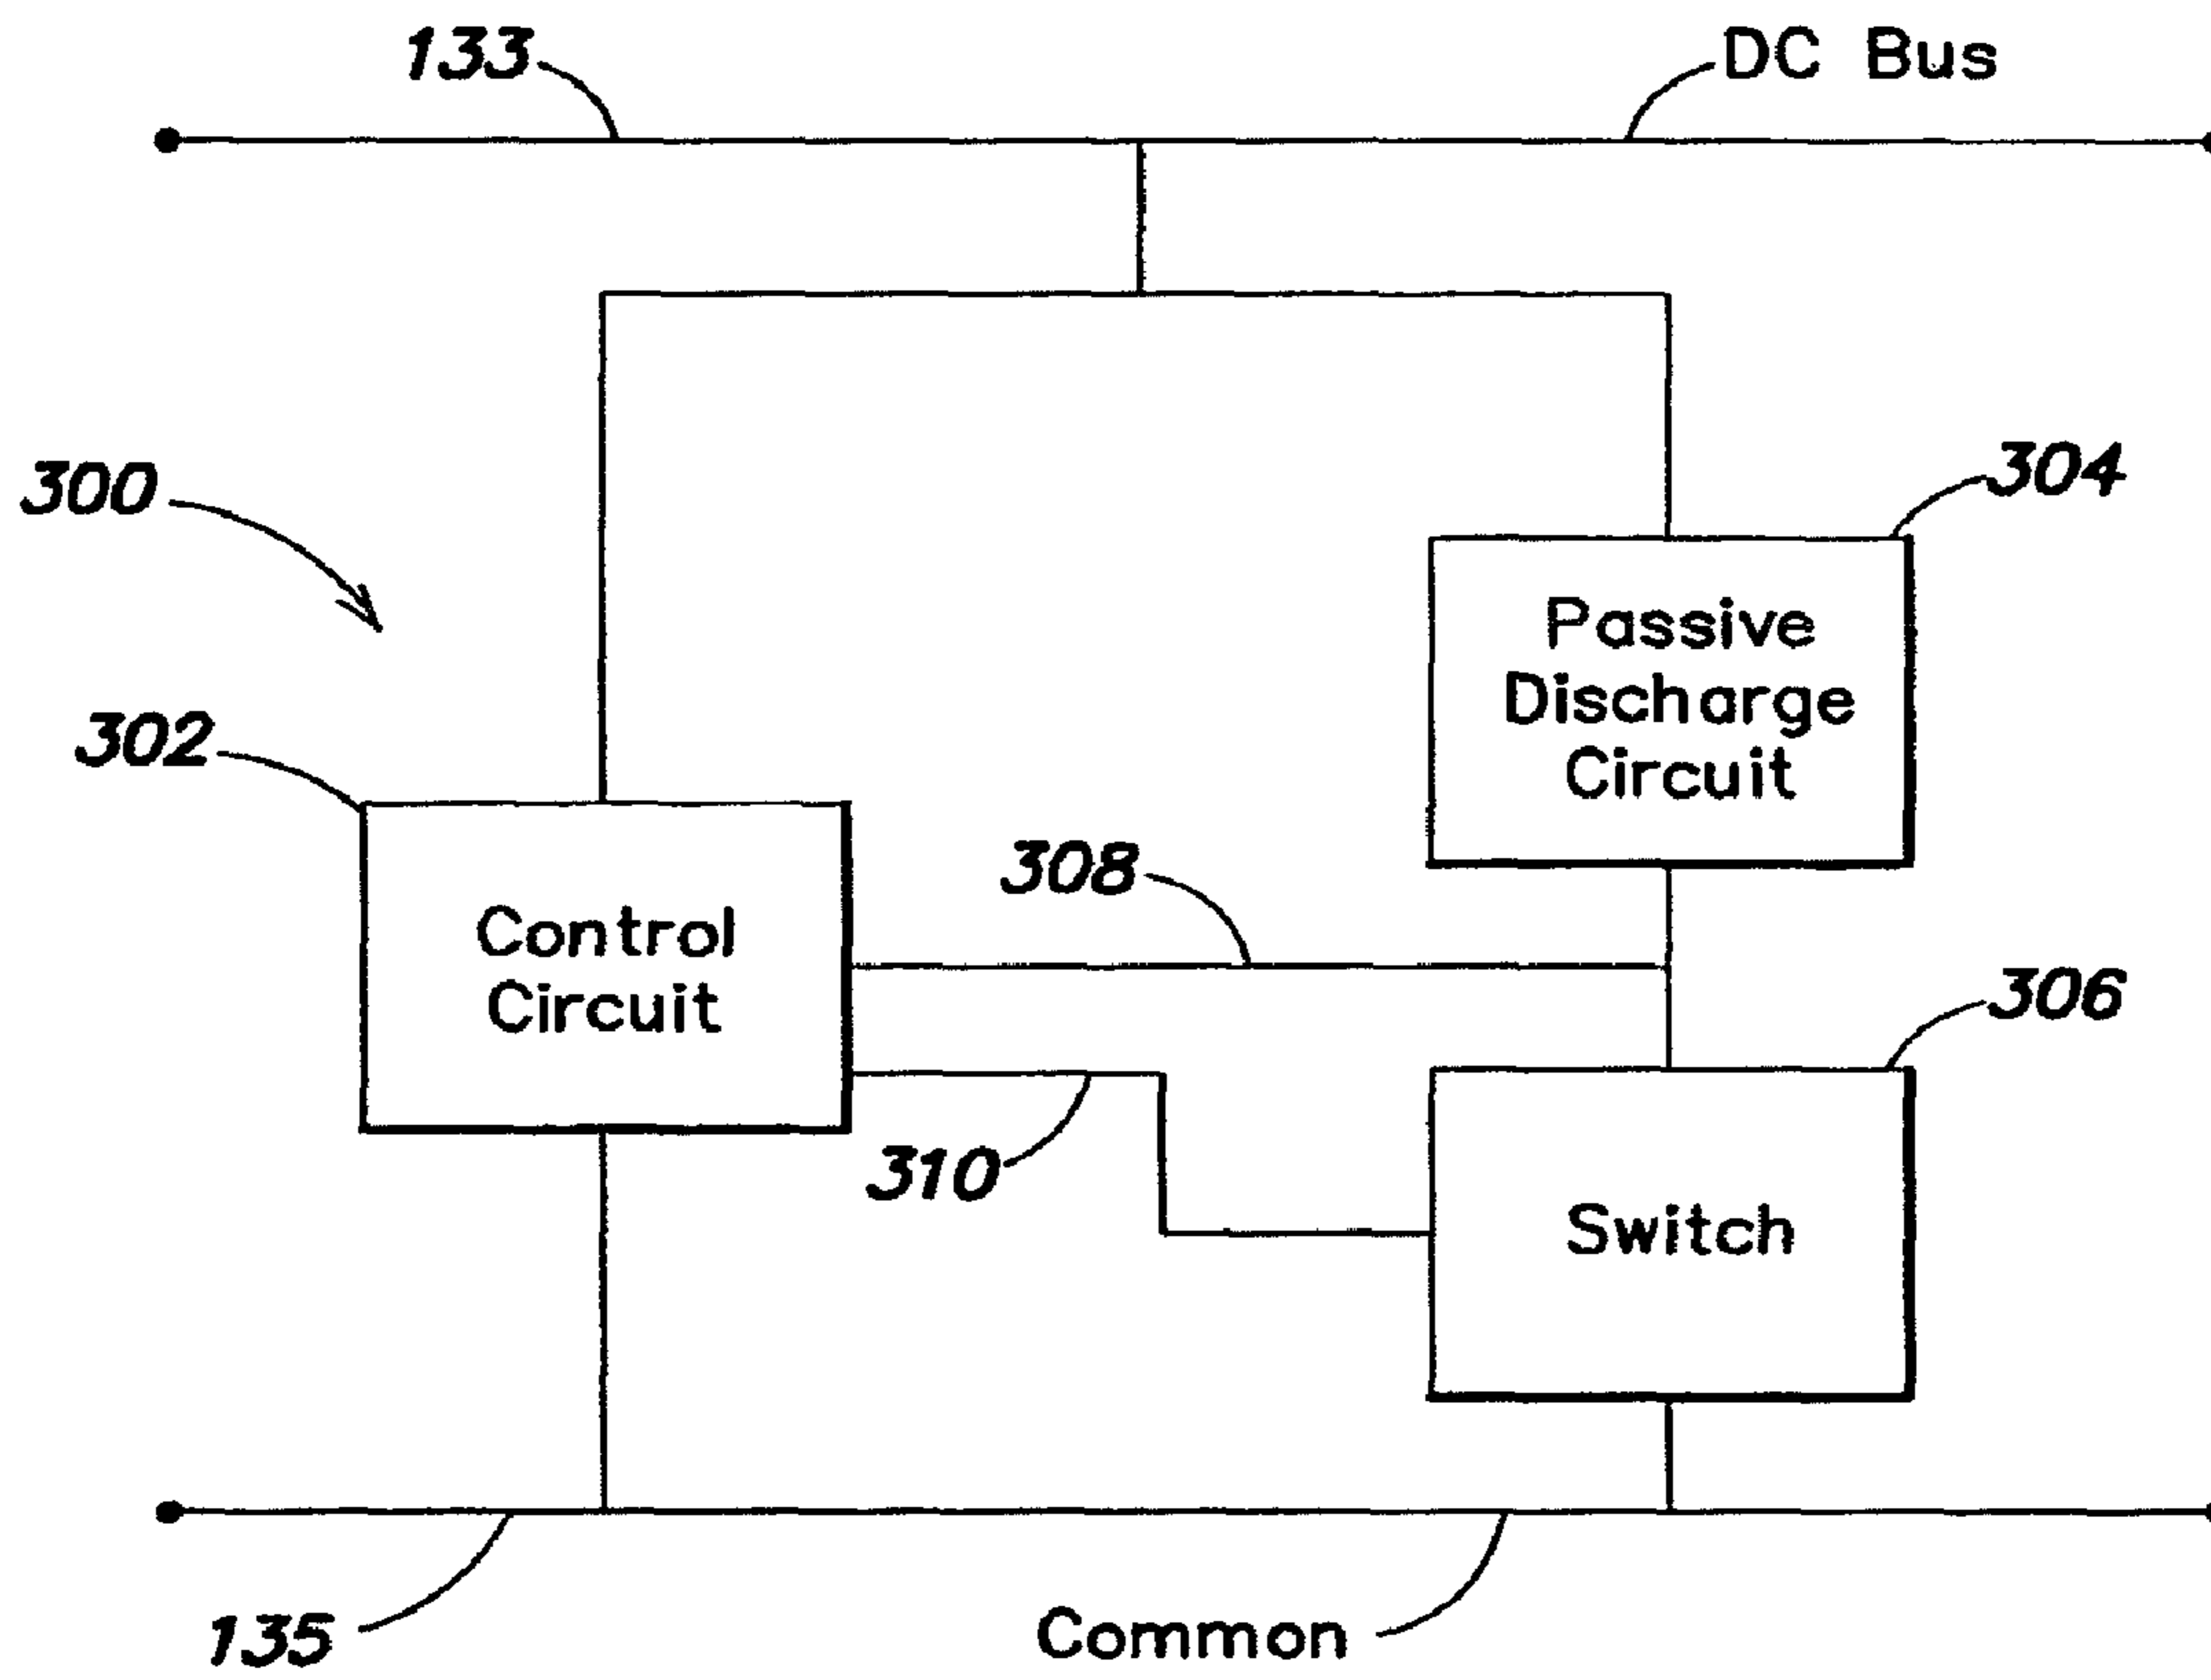 133
DC Bus
300
304
Passive
Discharge
Circuit
302
308
Control
Circuit
306
310
Switch
135
Common